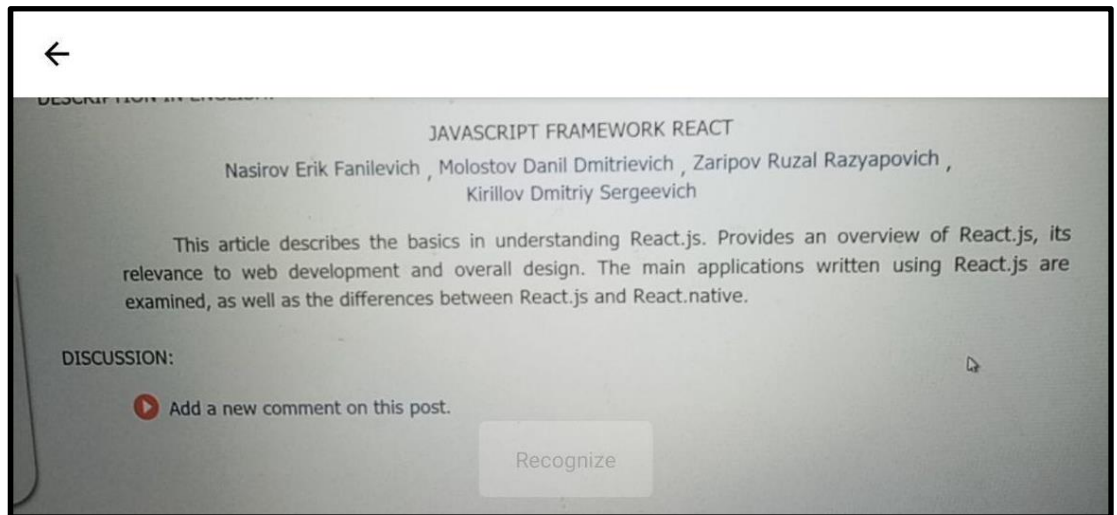 DESCRIPTION IN ENGLISH:
JAVASCRIPT FRAMEWORK REACT
Nasirov Erik Fanilevich , Molostov Danil Dmitrievich , Zaripov Ruzal Razyapovich ,
Kirillov Dmitriy Sergeevich
This article describes the basics in understanding React.js. Provides an overview of React.js, its
relevance to web development and overall design. The main applications written using React.js are
examined, as well as the differences between React.js and React.native.
DISCUSSION:
Add a new comment on this post.
Recognize